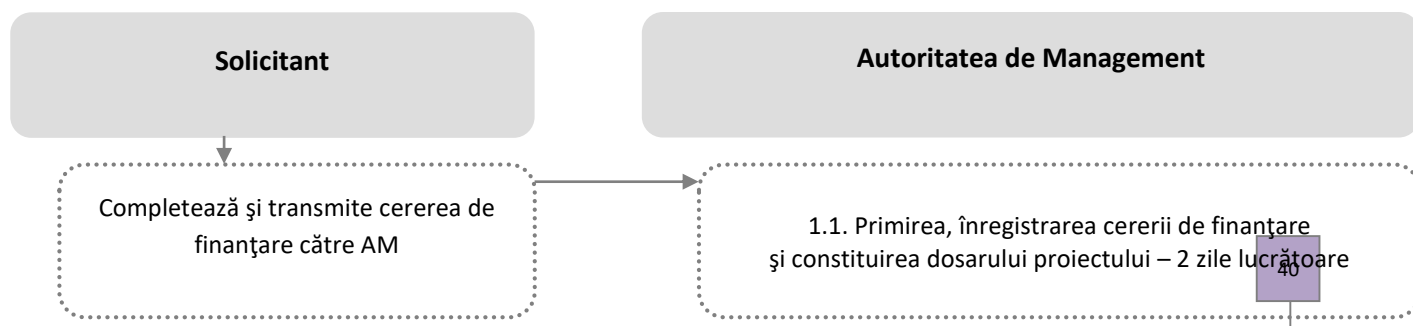 Solicitant
Autoritatea de Management
Completează şi transmite cererea de
finanţare către AM
1.1. Primirea, înregistrarea cererii de finanţare
şi constituirea dosarului proiectului – 2 zile lucrătoare
40